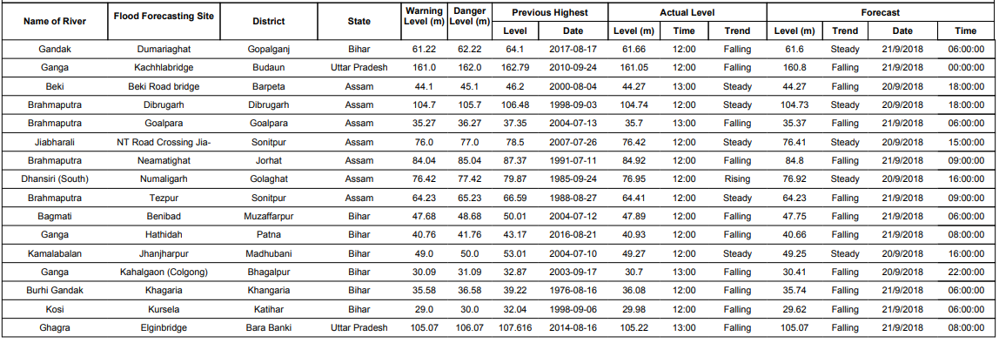 Name of River Flood Forecasting Site District State Warning Level (m) Danger Level (m) Previous Highest Actual Level Forecast
Level Date Level (m) Time Trend Level (m) Trend Date Time
Gandak Dumariaghat Gopalganj Bihar 61.22 62.22 64.1 2017-08-17 61.66 12:00 Falling 61.6 Steady 21/9/2018 06:00:00
Ganga Kachhlabridge Budaun Uttar Pradesh 161.0 162.0 162.79 2010-09-24 161.05 12:00 Falling 160.8 Falling 21/9/2018 00:00:00
Beki Beki Road bridge Barpeta Assam 44.1 45.1 46.2 2000-08-04 44.27 13:00 Steady 44.27 Falling 20/9/2018 18:00:00
Brahmaputra Dibrugarh Dibrugarh Assam 104.7 105.7 106.48 1998-09-03 104.74 12:00 Steady 104.73 Steady 20/9/2018 18:00:00
Brahmaputra Goalpara Goalpara Assam 35.27 36.27 37.35 2004-07-13 35.7 13:00 Falling 35.37 Falling 21/9/2018 06:00:00
Jiabharali NT Road Crossing Jia- Sonitpur Assam 76.0 77.0 78.5 2007-07-26 76.42 12:00 Steady 76.41 Steady 20/9/2018 15:00:00
Brahmaputra Neamatighat Jorhat Assam 84.04 85.04 87.37 1991-07-11 84.92 12:00 Falling 84.8 Falling 21/9/2018 09:00:00
Dhansiri (South) Numaligarh Golaghat Assam 76.42 77.42 79.87 1985-09-24 76.95 12:00 Rising 76.92 Steady 20/9/2018 16:00:00
Brahmaputra Tezpur Sonitpur Assam 64.23 65.23 66.59 1988-08-27 64.41 12:00 Steady 64.23 Falling 21/9/2018 09:00:00
Bagmati Benibad Muzaffarpur Bihar 47.68 48.68 50.01 2004-07-12 47.89 12:00 Falling 47.75 Falling 21/9/2018 06:00:00
Ganga Hathidah Patna Bihar 40.76 41.76 43.17 2016-08-21 40.93 12:00 Falling 40.66 Falling 21/9/2018 08:00:00
Kamalabalan Jhanjharpur Madhubani Bihar 49.0 50.0 53.01 2004-07-10 49.27 12:00 Steady 49.25 Steady 20/9/2018 16:00:00
Ganga Kahalgaon (Colgong) Bhagalpur Bihar 30.09 31.09 32.87 2003-09-17 30.7 13:00 Falling 30.41 Falling 20/9/2018 22:00:00
Burhi Gandak Khagaria Khangaria Bihar 35.58 36.58 39.22 1976-08-16 36.08 12:00 Falling 35.74 Falling 21/9/2018 06:00:00
Kosi Kursela Katihar Bihar 29.0 30.0 32.04 1998-09-06 29.98 12:00 Falling 29.62 Falling 21/9/2018 06:00:00
Ghagra Elginbridge Bara Banki Uttar Pradesh 105.07 106.07 107.616 2014-08-16 105.22 13:00 Falling 105.07 Falling 21/9/2018 08:00:00